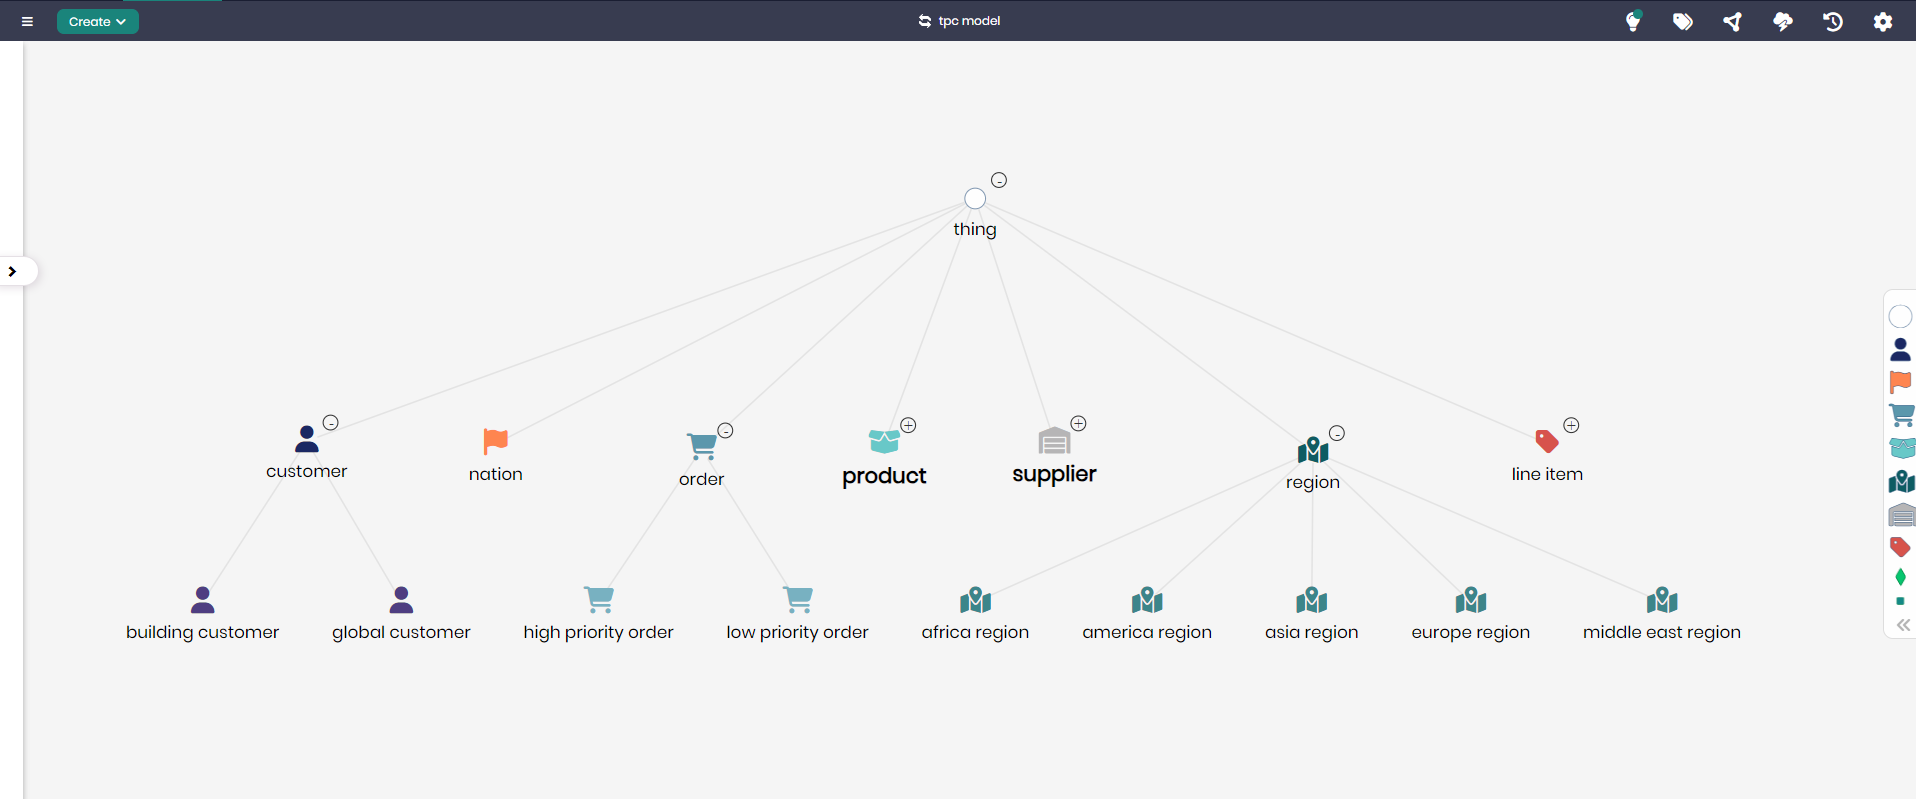 Create
tpc model
thing
customer
nation
order
product
supplier
region
line item
building customer
global customer
high priority order
low priority order
africa region
america region
asia region
europe region
middle east region